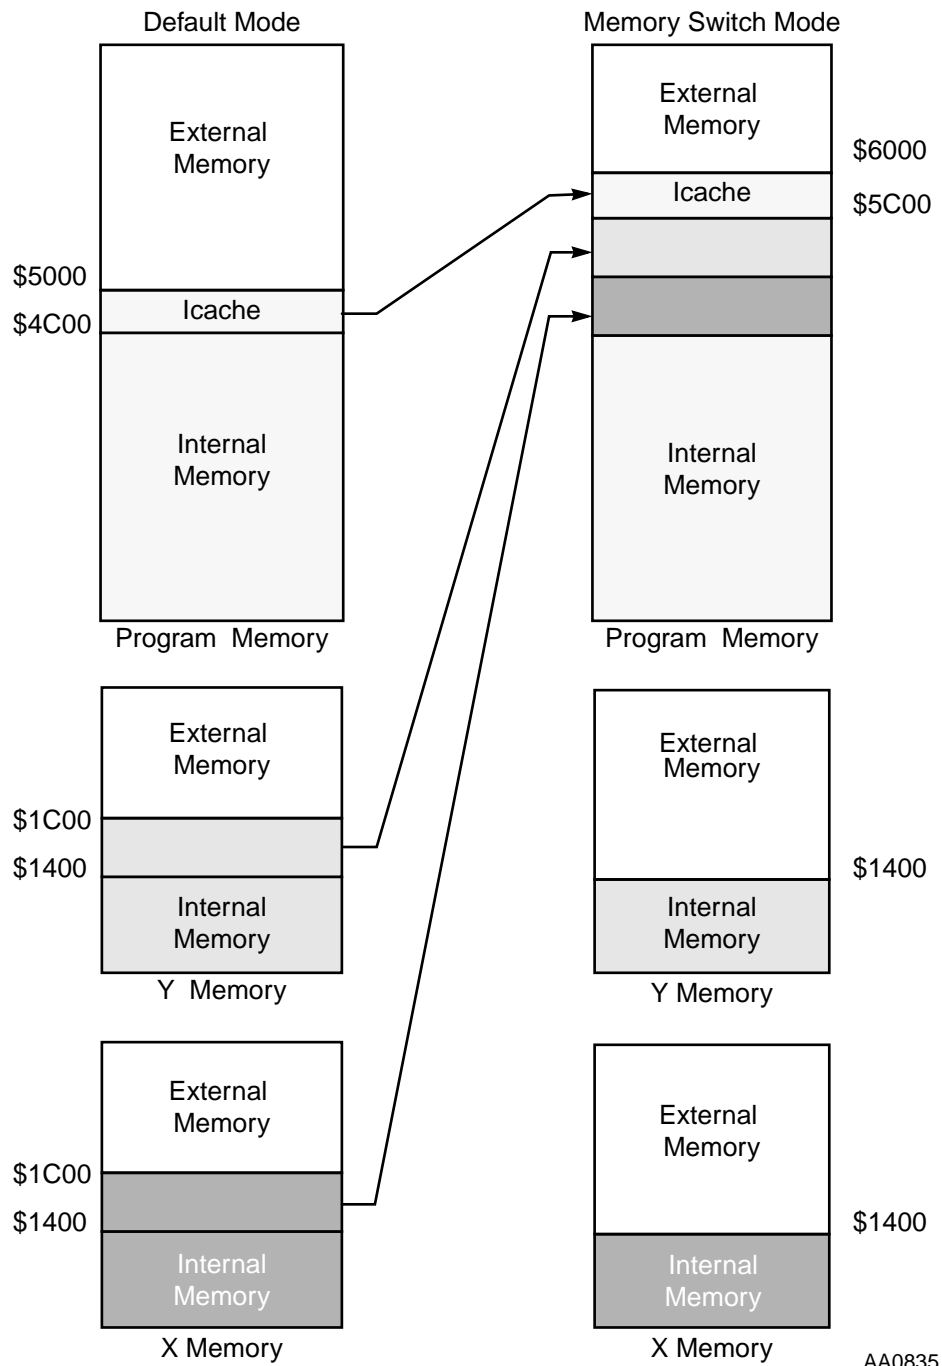 Default Mode
External
Memory
$5000
Icache
$4C00
Internal
Memory
Program Memory
External
Memory
$1C00
$1400
Internal
Memory
Y Memory
External
Memory
$1C00
$1400
Internal
Memory
X Memory
Memory Switch Mode
External
Memory
$6000
Icache
$5C00
Internal
Memory
Program Memory
External
Memory
$1400
Internal
Memory
Y Memory
External
Memory
$1400
Internal
Memory
X Memory
AA0835